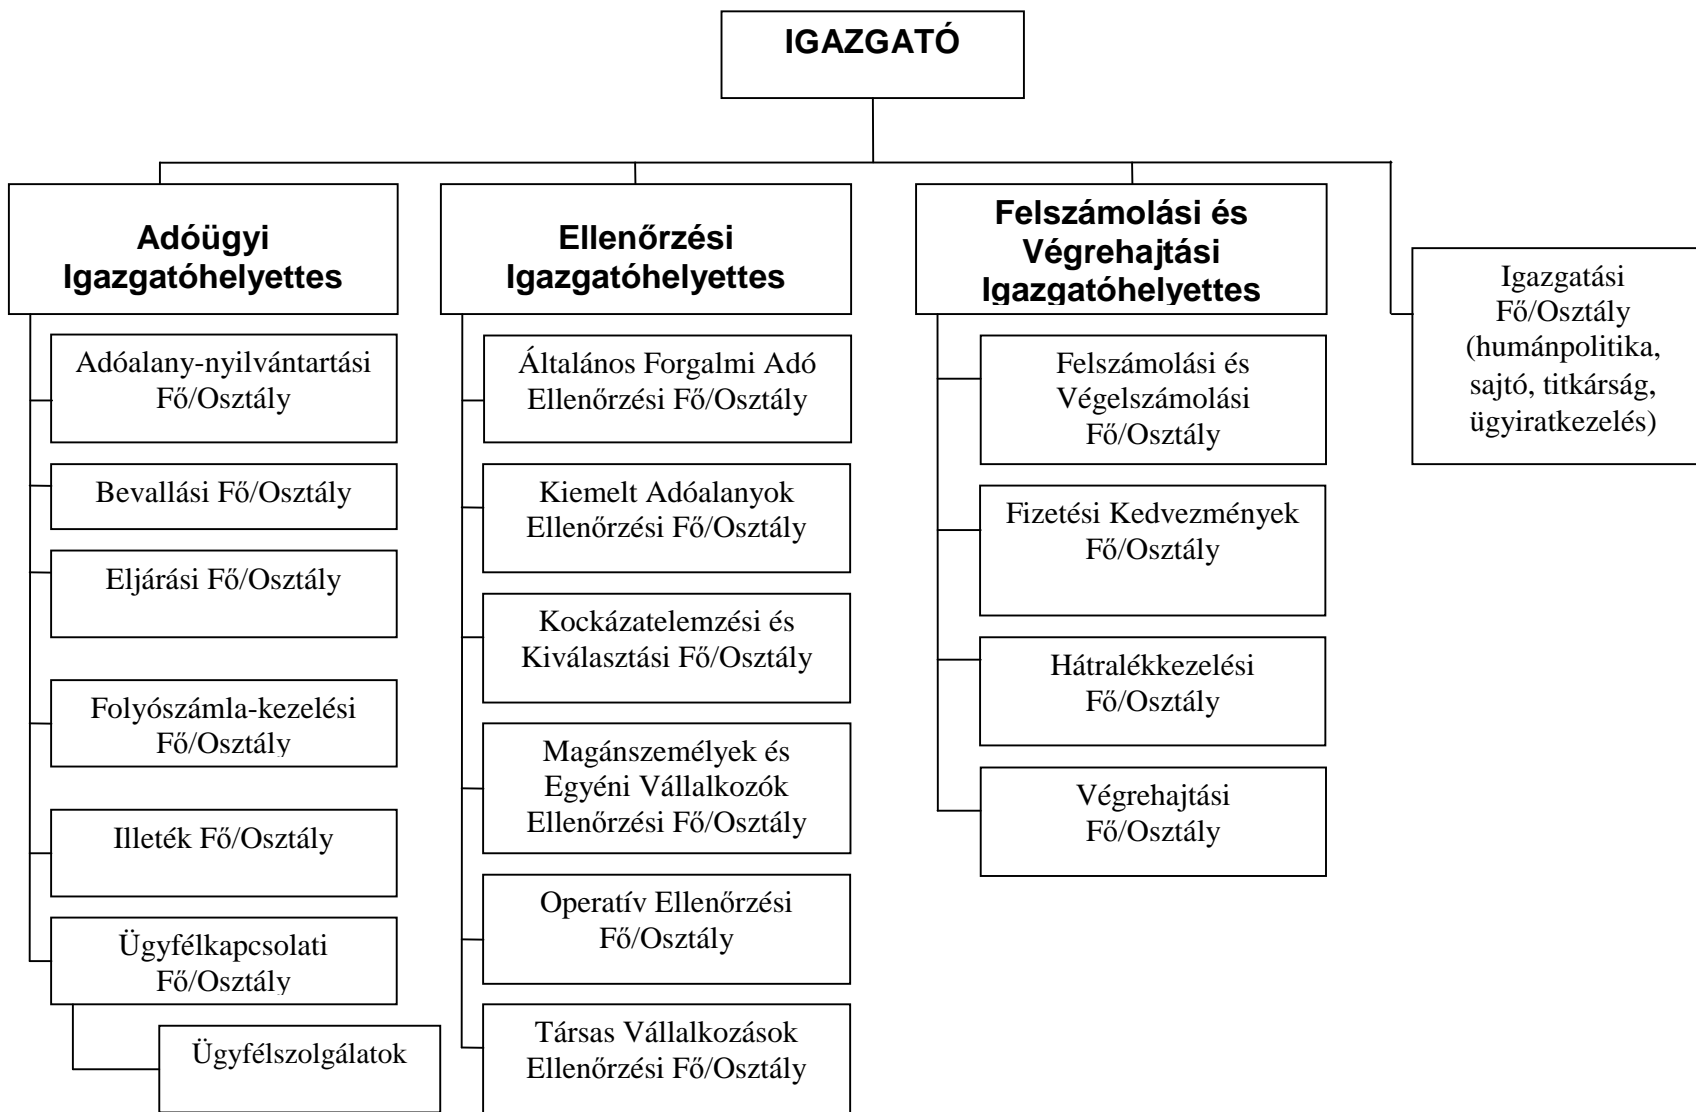 IGAZGATÓ
Adóügyi
Igazgatóhelyettes
Adóalany-nyilvántartási
Fő/Osztály
Bevallási Fő/Osztály
Eljárási Fő/Osztály
Folyószámla-kezelési
Fő/Osztály
Illeték Fő/Osztály
Ügyfélkapcsolati
Fő/Osztály
Ügyfélszolgálatok
Ellenőrzési
Igazgatóhelyettes
Általános Forgalmi Adó
Ellenőrzési Fő/Osztály
Kiemelt Adóalanyok
Ellenőrzési Fő/Osztály
Kockázatelemzési és
Kiválasztási Fő/Osztály
Magánszemélyek és
Egyéni Vállalkozók
Ellenőrzési Fő/Osztály
Operatív Ellenőrzési
Fő/Osztály
Társas Vállalkozások
Ellenőrzési Fő/Osztály
Felszámolási és
Végrehajtási
Igazgatóhelyettes
Felszámolási és
Végelszámolási
Fő/Osztály
Fizetési Kedvezmények
Fő/Osztály
Hátralékkezelési
Fő/Osztály
Végrehajtási
Fő/Osztály
Igazgatási
Fő/Osztály
(humánpolitika,
sajtó, titkárság,
ügyiratkezelés)